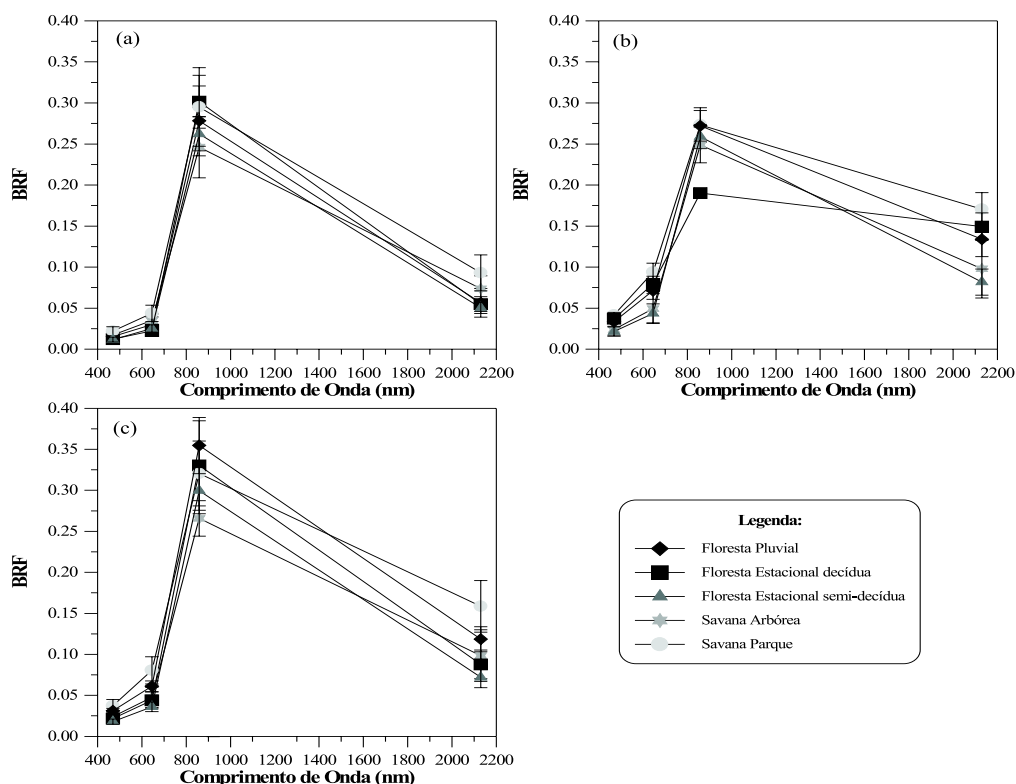 (a)
BRF
0.40
0.35
0.30
0.25
0.20
0.15
0.10
0.05
0.00
400 600 800 1000 1200 1400 1600 1800 2000 2200
Comprimento de Onda (nm)
(b)
BRF
0.40
0.35
0.30
0.25
0.20
0.15
0.10
0.05
0.00
400 600 800 1000 1200 1400 1600 1800 2000 2200
Comprimento de Onda (nm)
(c)
BRF
0.40
0.35
0.30
0.25
0.20
0.15
0.10
0.05
0.00
400 600 800 1000 1200 1400 1600 1800 2000 2200
Comprimento de Onda (nm)
Legenda:
Floresta Pluvial
Floresta Estacional decídua
Floresta Estacional semi-decídua
Savana Arbórea
Savana Parque